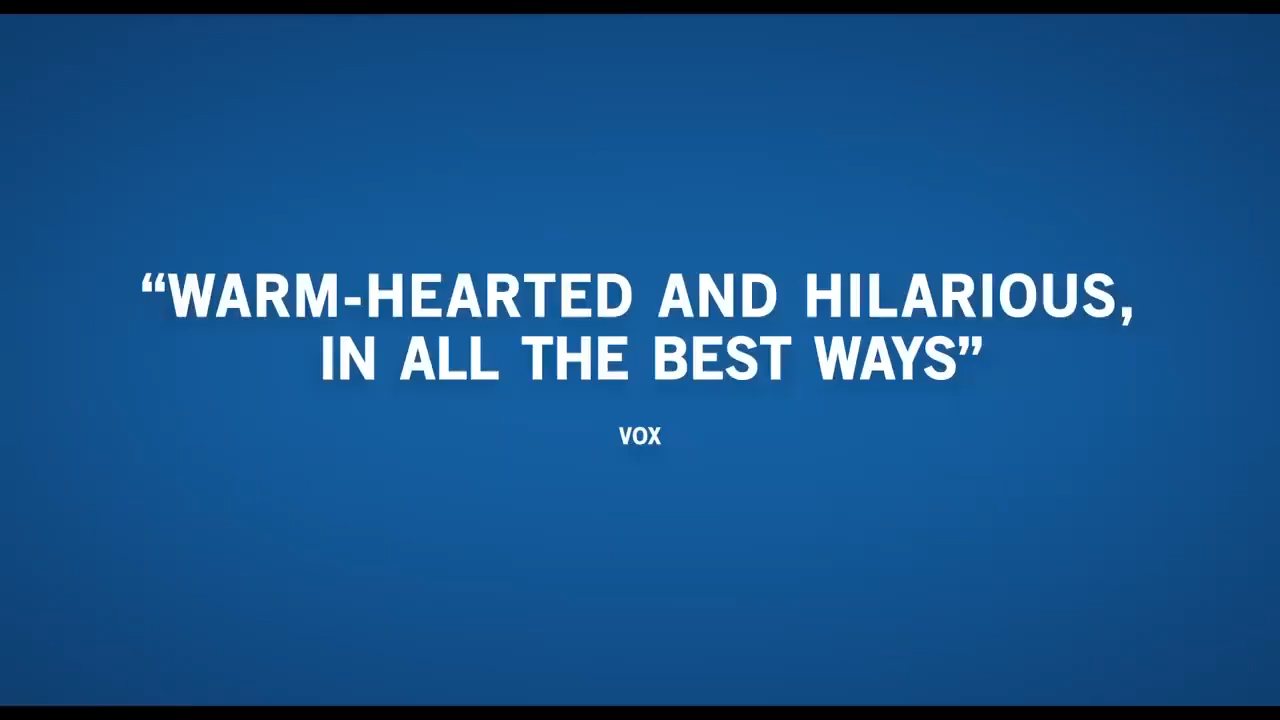 “WARM-HEARTED AND HILARIOUS,
IN ALL THE BEST WAYS”
VOX